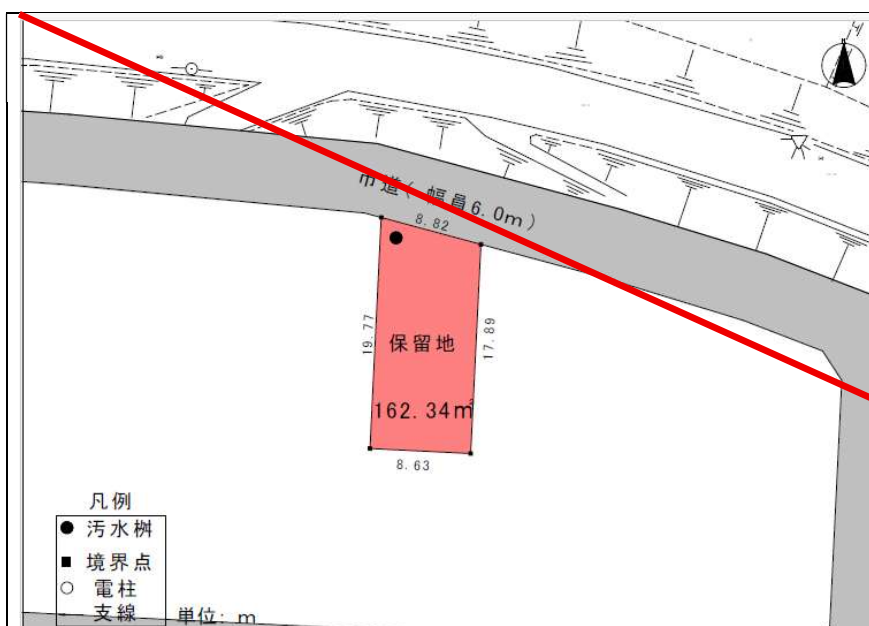 市道( 幅員6.0m)
8.82
19.77
17.89
保留地
162.34㎡
8.63
凡例
● 汚水桝
■ 境界点
○ 電柱
支線
単位: m